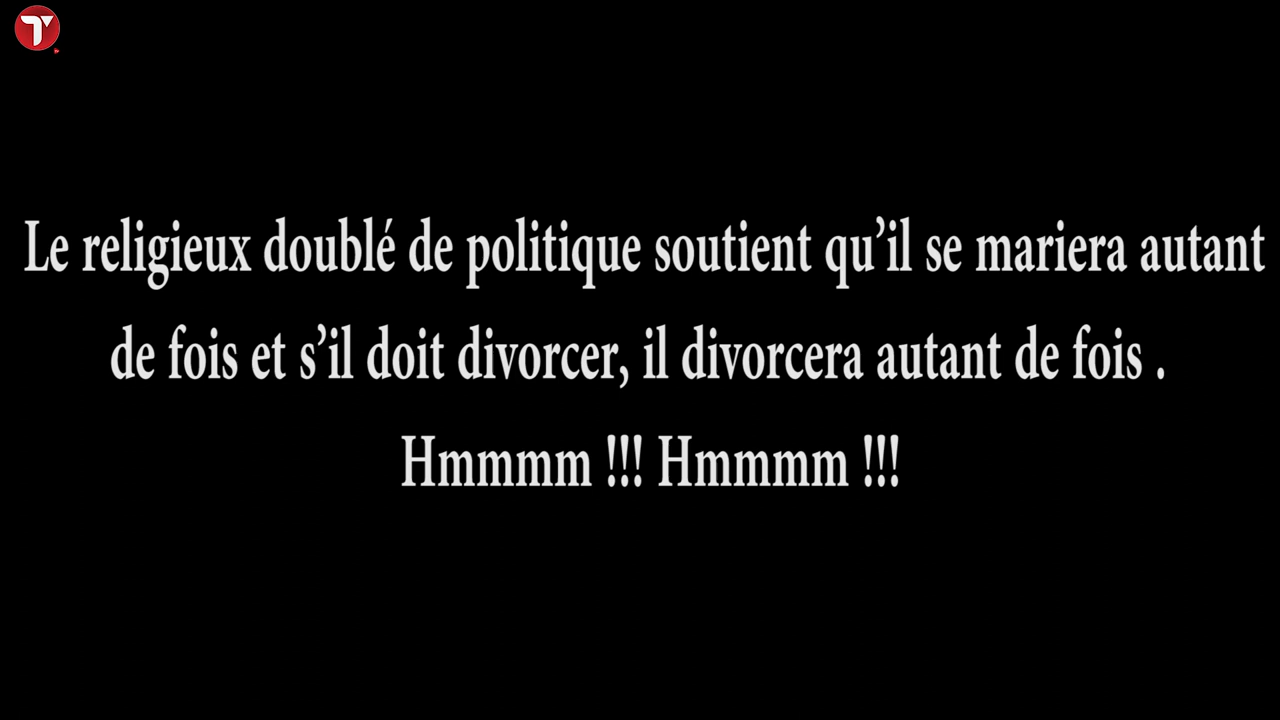 Le religieux doublé de politique soutient qu’il se mariera autant
de fois et s’il doit divorcer, il divorcera autant de fois .
Hmmmm !!! Hmmmm !!!